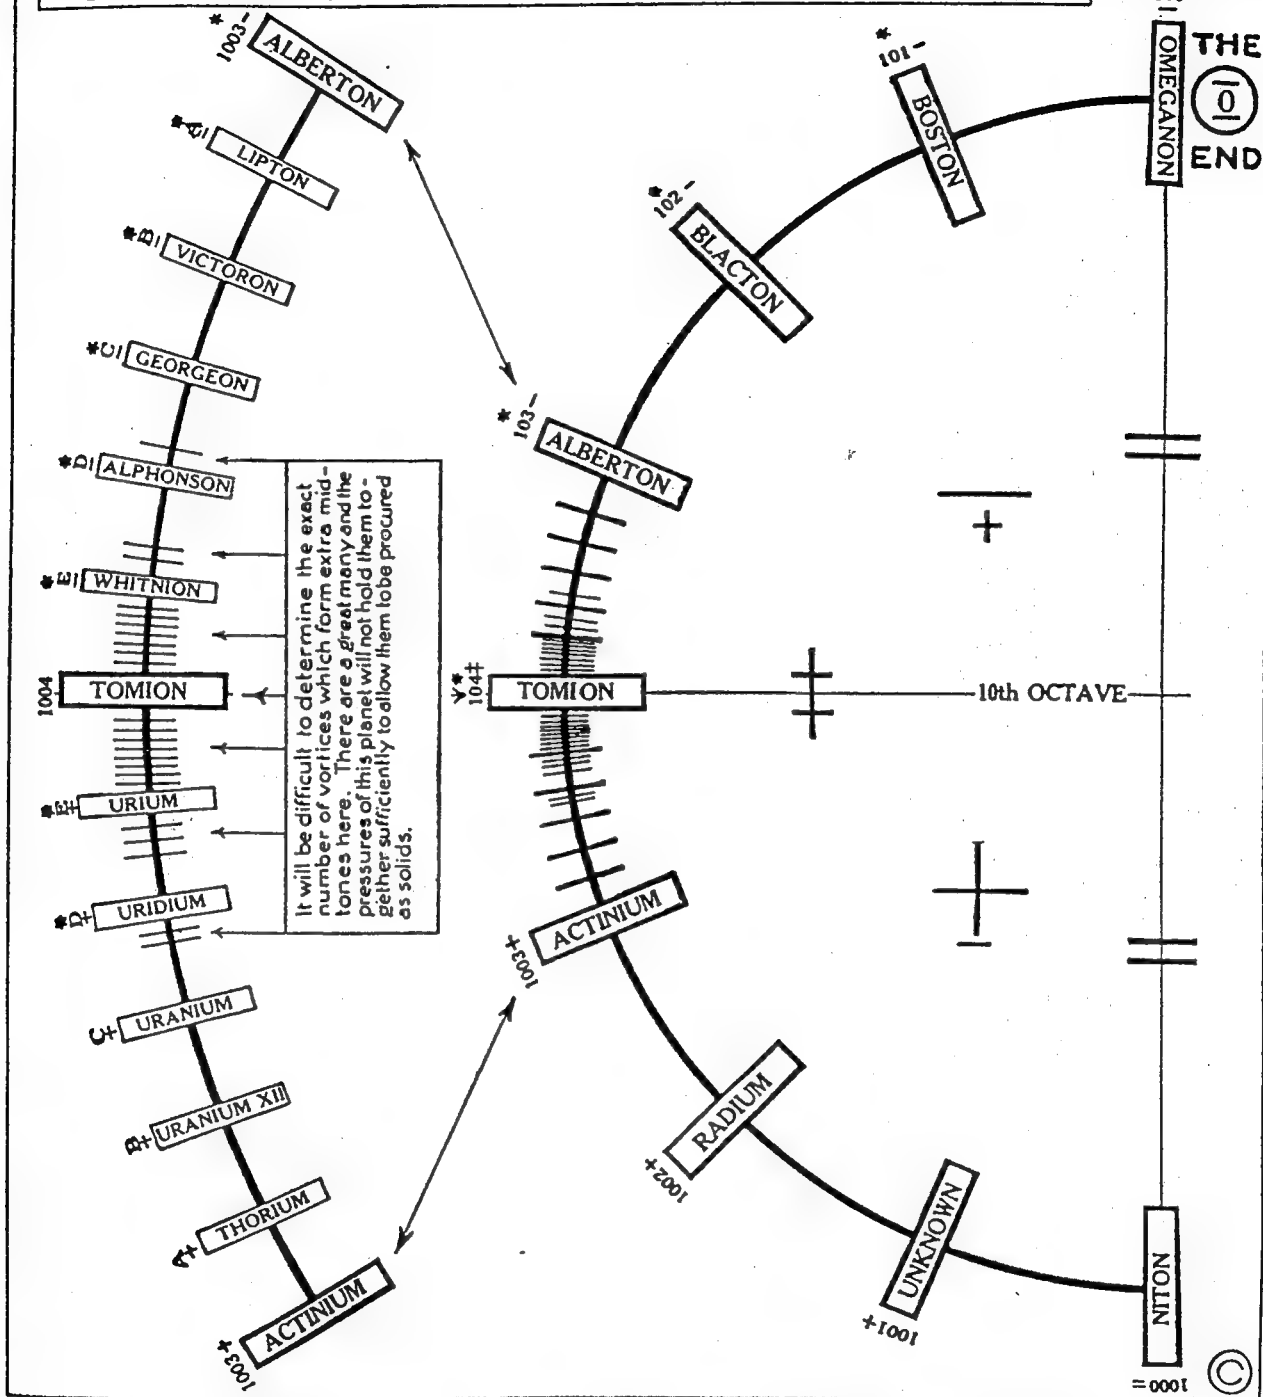 THE
0
END
OMEGANON
* 101-
BOSTON
* 102-
BLACTON
* 103-
ALBERTON
* 104‡
TOMION
10th OCTAVE
ACTINIUM
1003+
RADIUM
1002+
UNKNOWN
1001+
NITON
1000=
©
* 1003-
ALBERTON
*A- LIPTON
*B- VICTORON
*C- GEORGEON
*D- ALPHONSON
*E- WHITNION
1004 TOMION
*E+ URIUM
*D+ URIDIUM
C+ URANIUM
B+ URANIUM XII
A+ THORIUM
1003+ ACTINIUM
It will be difficult to determine the exact
number of vortices which form extra mid-
tones here. There are a great many and the
pressures of this planet will not hold them to-
gether sufficiently to allow them to be procured
as solids.